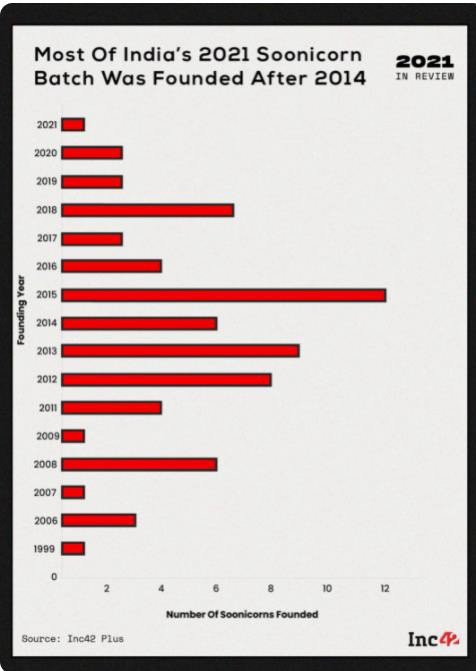 Most Of India's 2021 Soonicorn
Batch Was Founded After 2014
2021
IN REVIEW
Founding Year
2021
2020
2019
2018
2017
2016
2015
2014
2013
2012
2011
2009
2008
2007
2006
1999
0
2 4 6 8 10 12
Number Of Soonicorns Founded
Source: Inc42 Plus
Inc42